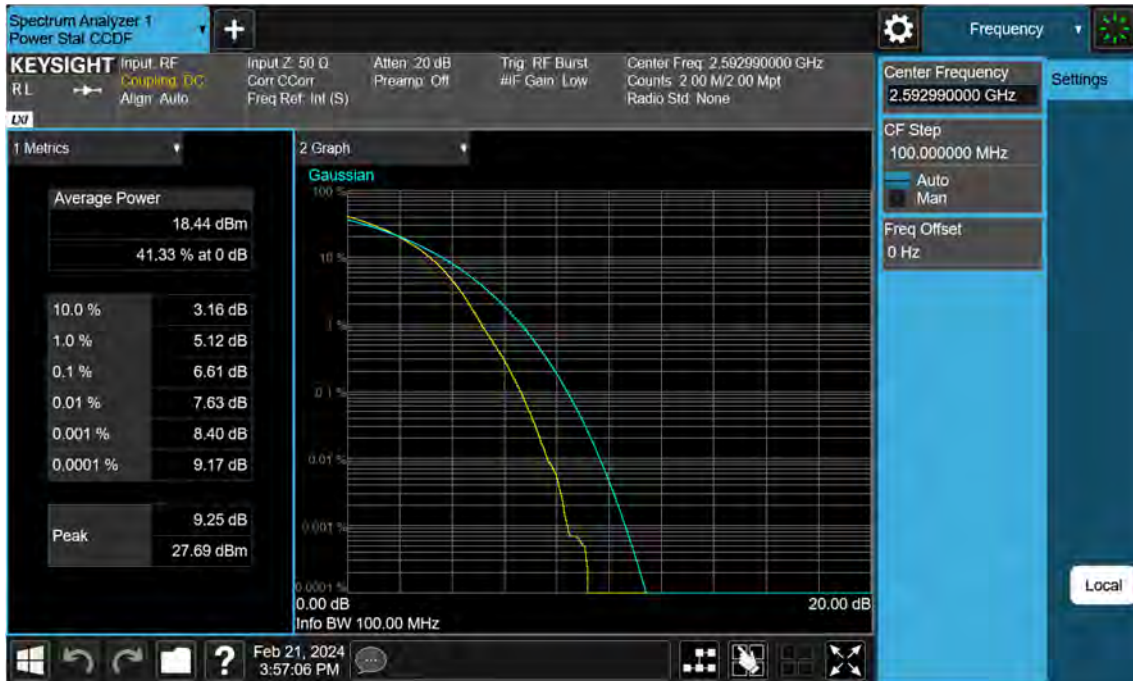 Spectrum Analyzer 1
Power Stat CCDF
Frequency
KEYSIGHT
RL
LXI
Input: RF
Coupling: DC
Align: Auto
Input Z: 50 Ω
Corr CCorr
Freq Ref: Int (S)
Atten: 20 dB
Preamp: Off
Trig: RF Burst
#IF Gain: Low
Center Freq: 2.592990000 GHz
Counts: 2.00 M/2.00 Mpt
Radio Std: None
Center Frequency
2.592990000 GHz
Settings
CF Step
100.000000 MHz
Auto
Man
Freq Offset
0 Hz
1 Metrics
Average Power
18.44 dBm
41.33 % at 0 dB
10.0 % 3.16 dB
1.0 % 5.12 dB
0.1 % 6.61 dB
0.01 % 7.63 dB
0.001 % 8.40 dB
0.0001 % 9.17 dB
Peak
9.25 dB
27.69 dBm
2 Graph
Gaussian
100 %
10 %
1 %
0.1 %
0.01 %
0.001 %
0.0001 %
0.00 dB
20.00 dB
Info BW 100.00 MHz
Local
?
Feb 21, 2024
3:57:06 PM